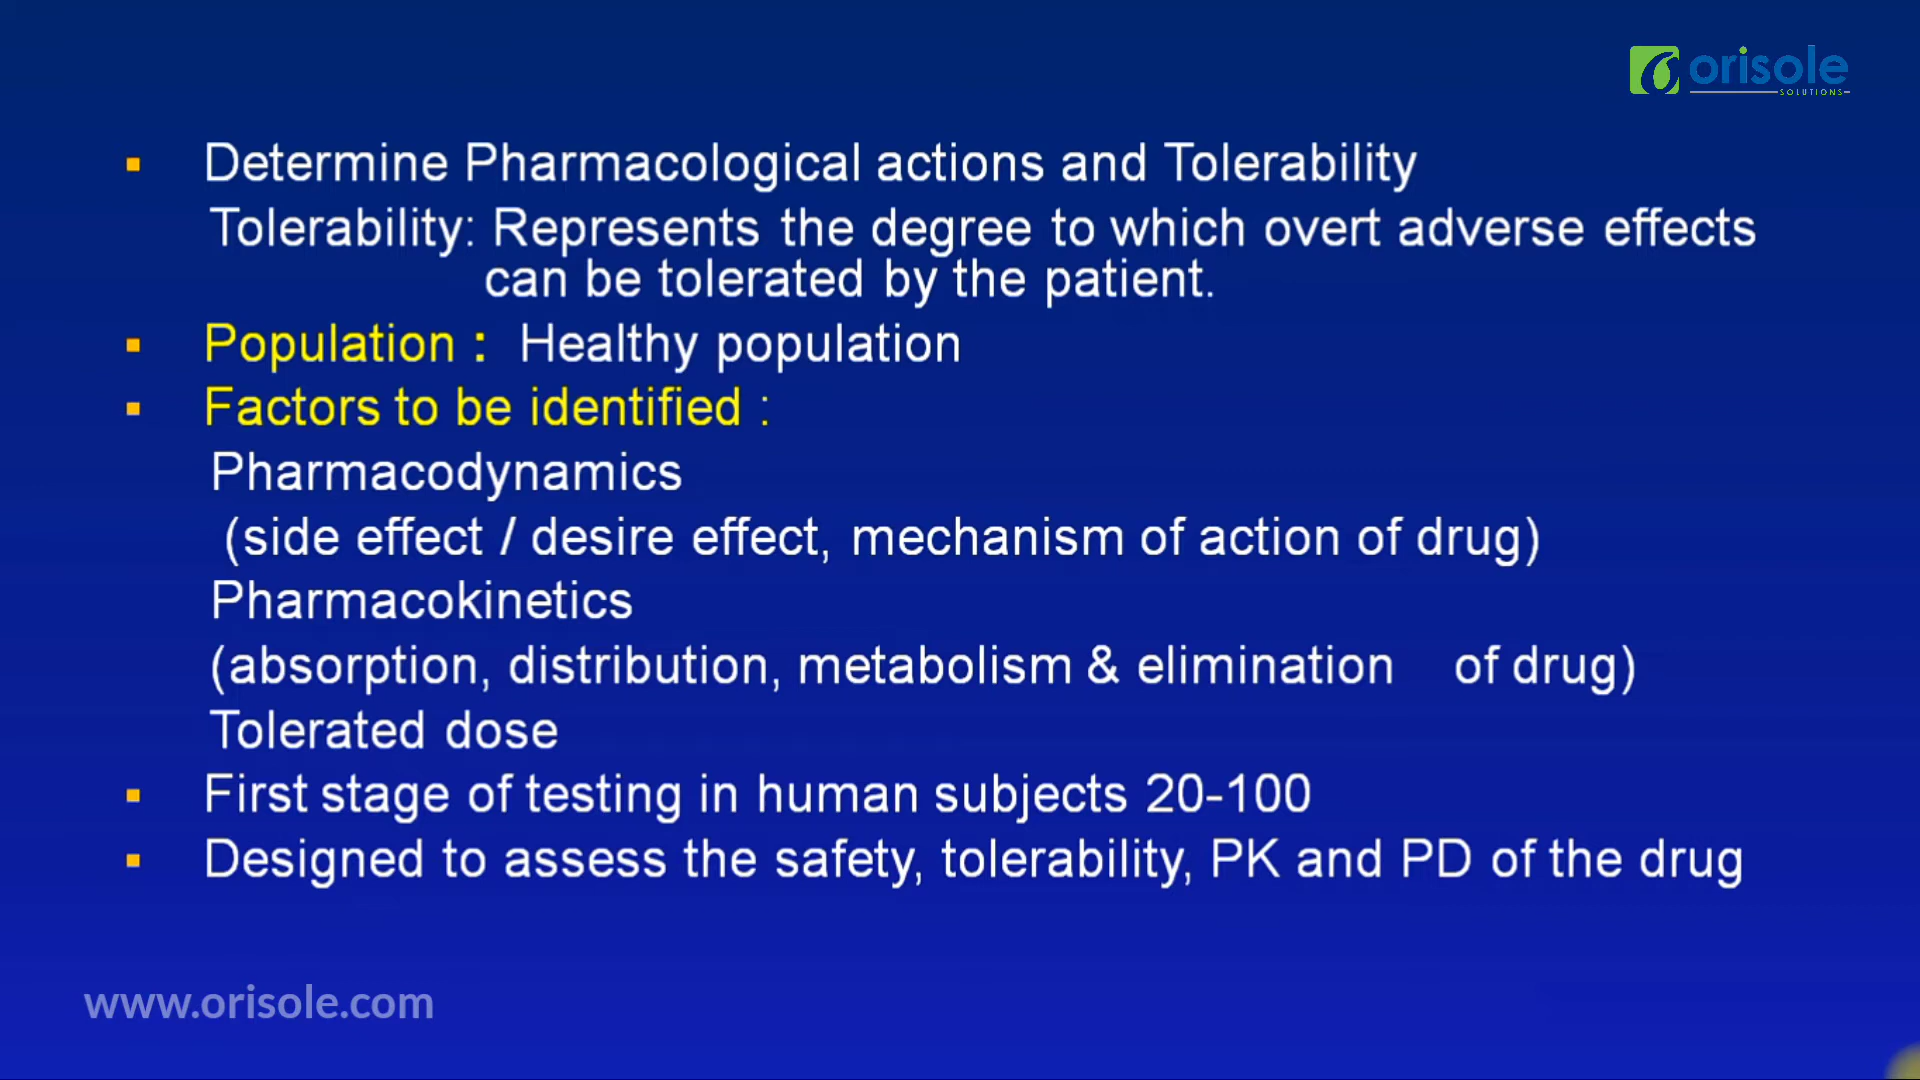 orisole
SOLUTIONS
▪ Determine Pharmacological actions and Tolerability
Tolerability: Represents the degree to which overt adverse effects
can be tolerated by the patient.
▪ Population : Healthy population
▪ Factors to be identified :
Pharmacodynamics
(side effect / desire effect, mechanism of action of drug)
Pharmacokinetics
(absorption, distribution, metabolism & elimination of drug)
Tolerated dose
▪ First stage of testing in human subjects 20-100
▪ Designed to assess the safety, tolerability, PK and PD of the drug
www.orisole.com